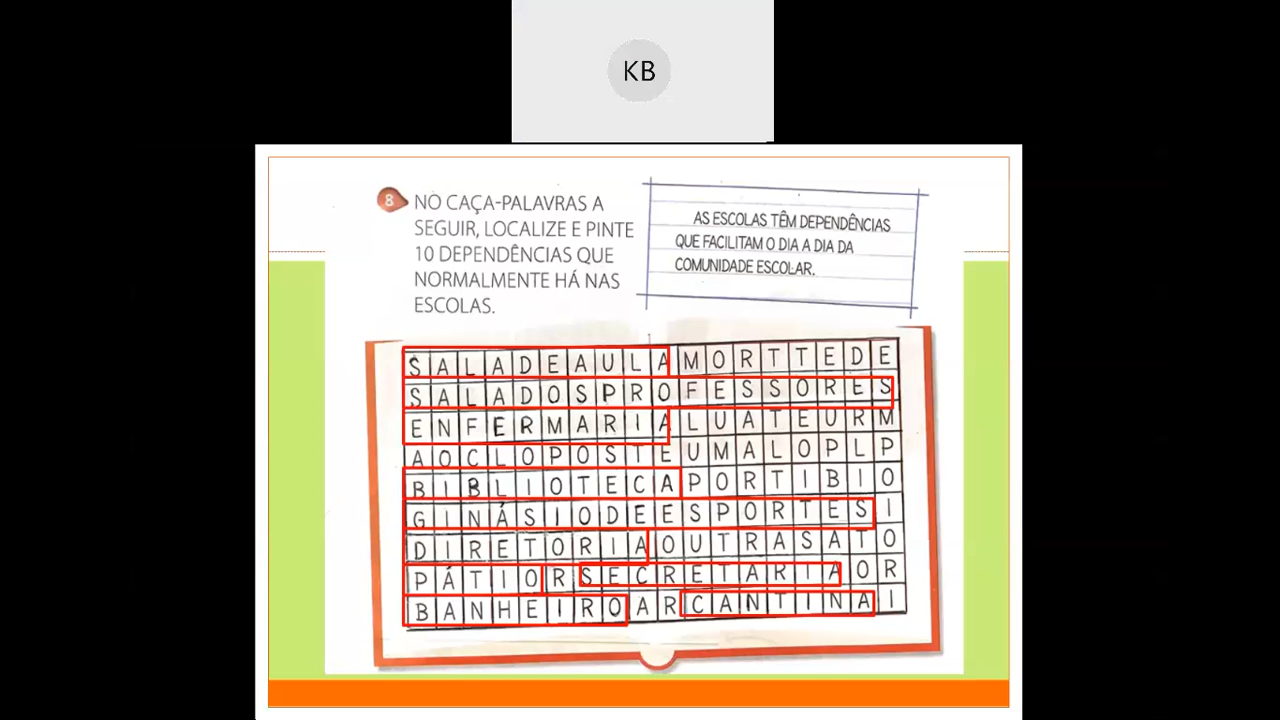 KB
8
NO CAÇA-PALAVRAS A
SEGUIR, LOCALIZE E PINTE
10 DEPENDÊNCIAS QUE
NORMALMENTE HÁ NAS
ESCOLAS.
AS ESCOLAS TÊM DEPENDÊNCIAS
QUE FACILITAM O DIA A DIA DA
COMUNIDADE ESCOLAR.
S A L A D E A U L A M O R T T E D E
S A L A D O S P R O F E S S O R E S
E N F E R M A R I A L U A T E U R M
A O C L O P O S T E U M A L O P L P
B I B L I O T E C A P O R T I B I O
G I N Á S I O D E E S P O R T E S I
D I R E T O R I A O U T R A S A T O
P Á T I O R S E C R E T A R I A O R
B A N H E I R O A R C A N T I N A I